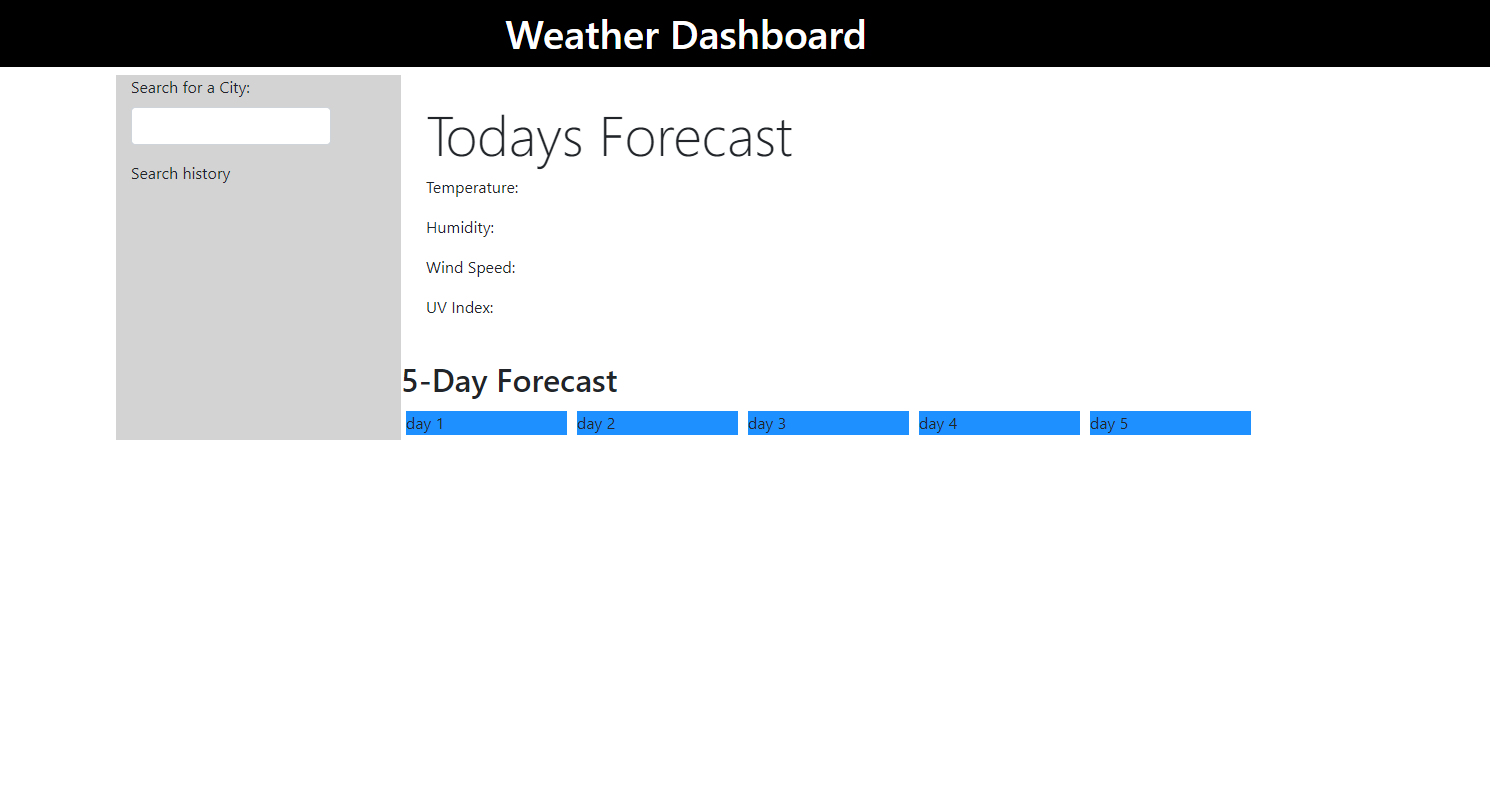 Weather Dashboard
Search for a City:
Search history
Todays Forecast
Temperature:
Humidity:
Wind Speed:
UV Index:
5-Day Forecast
day 1 day 2 day 3 day 4 day 5